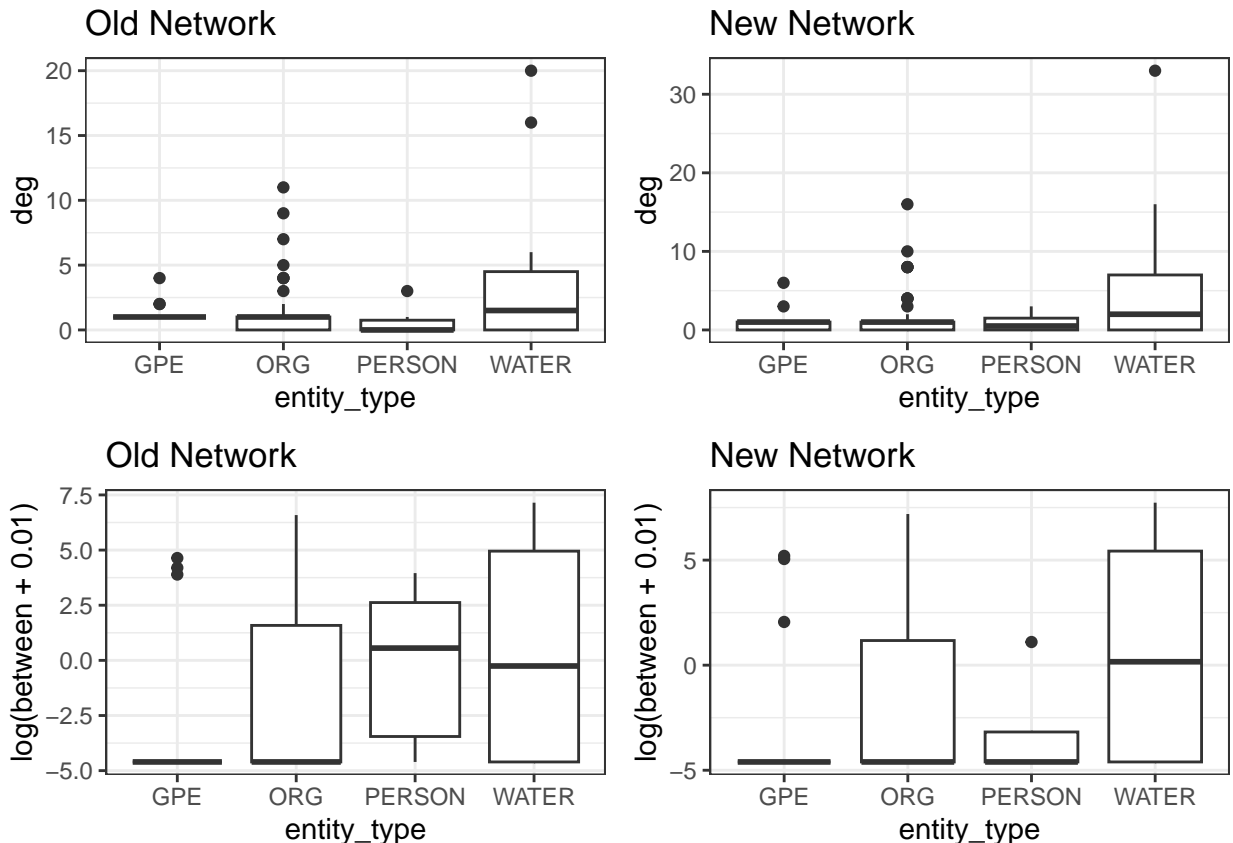 Old Network
deg
20
15
10
5
0
GPE ORG PERSON WATER
entity_type
New Network
deg
30
20
10
0
GPE ORG PERSON WATER
entity_type
Old Network
log(between + 0.01)
7.5
5.0
2.5
0.0
−2.5
−5.0
GPE ORG PERSON WATER
entity_type
New Network
log(between + 0.01)
5
0
−5
GPE ORG PERSON WATER
entity_type